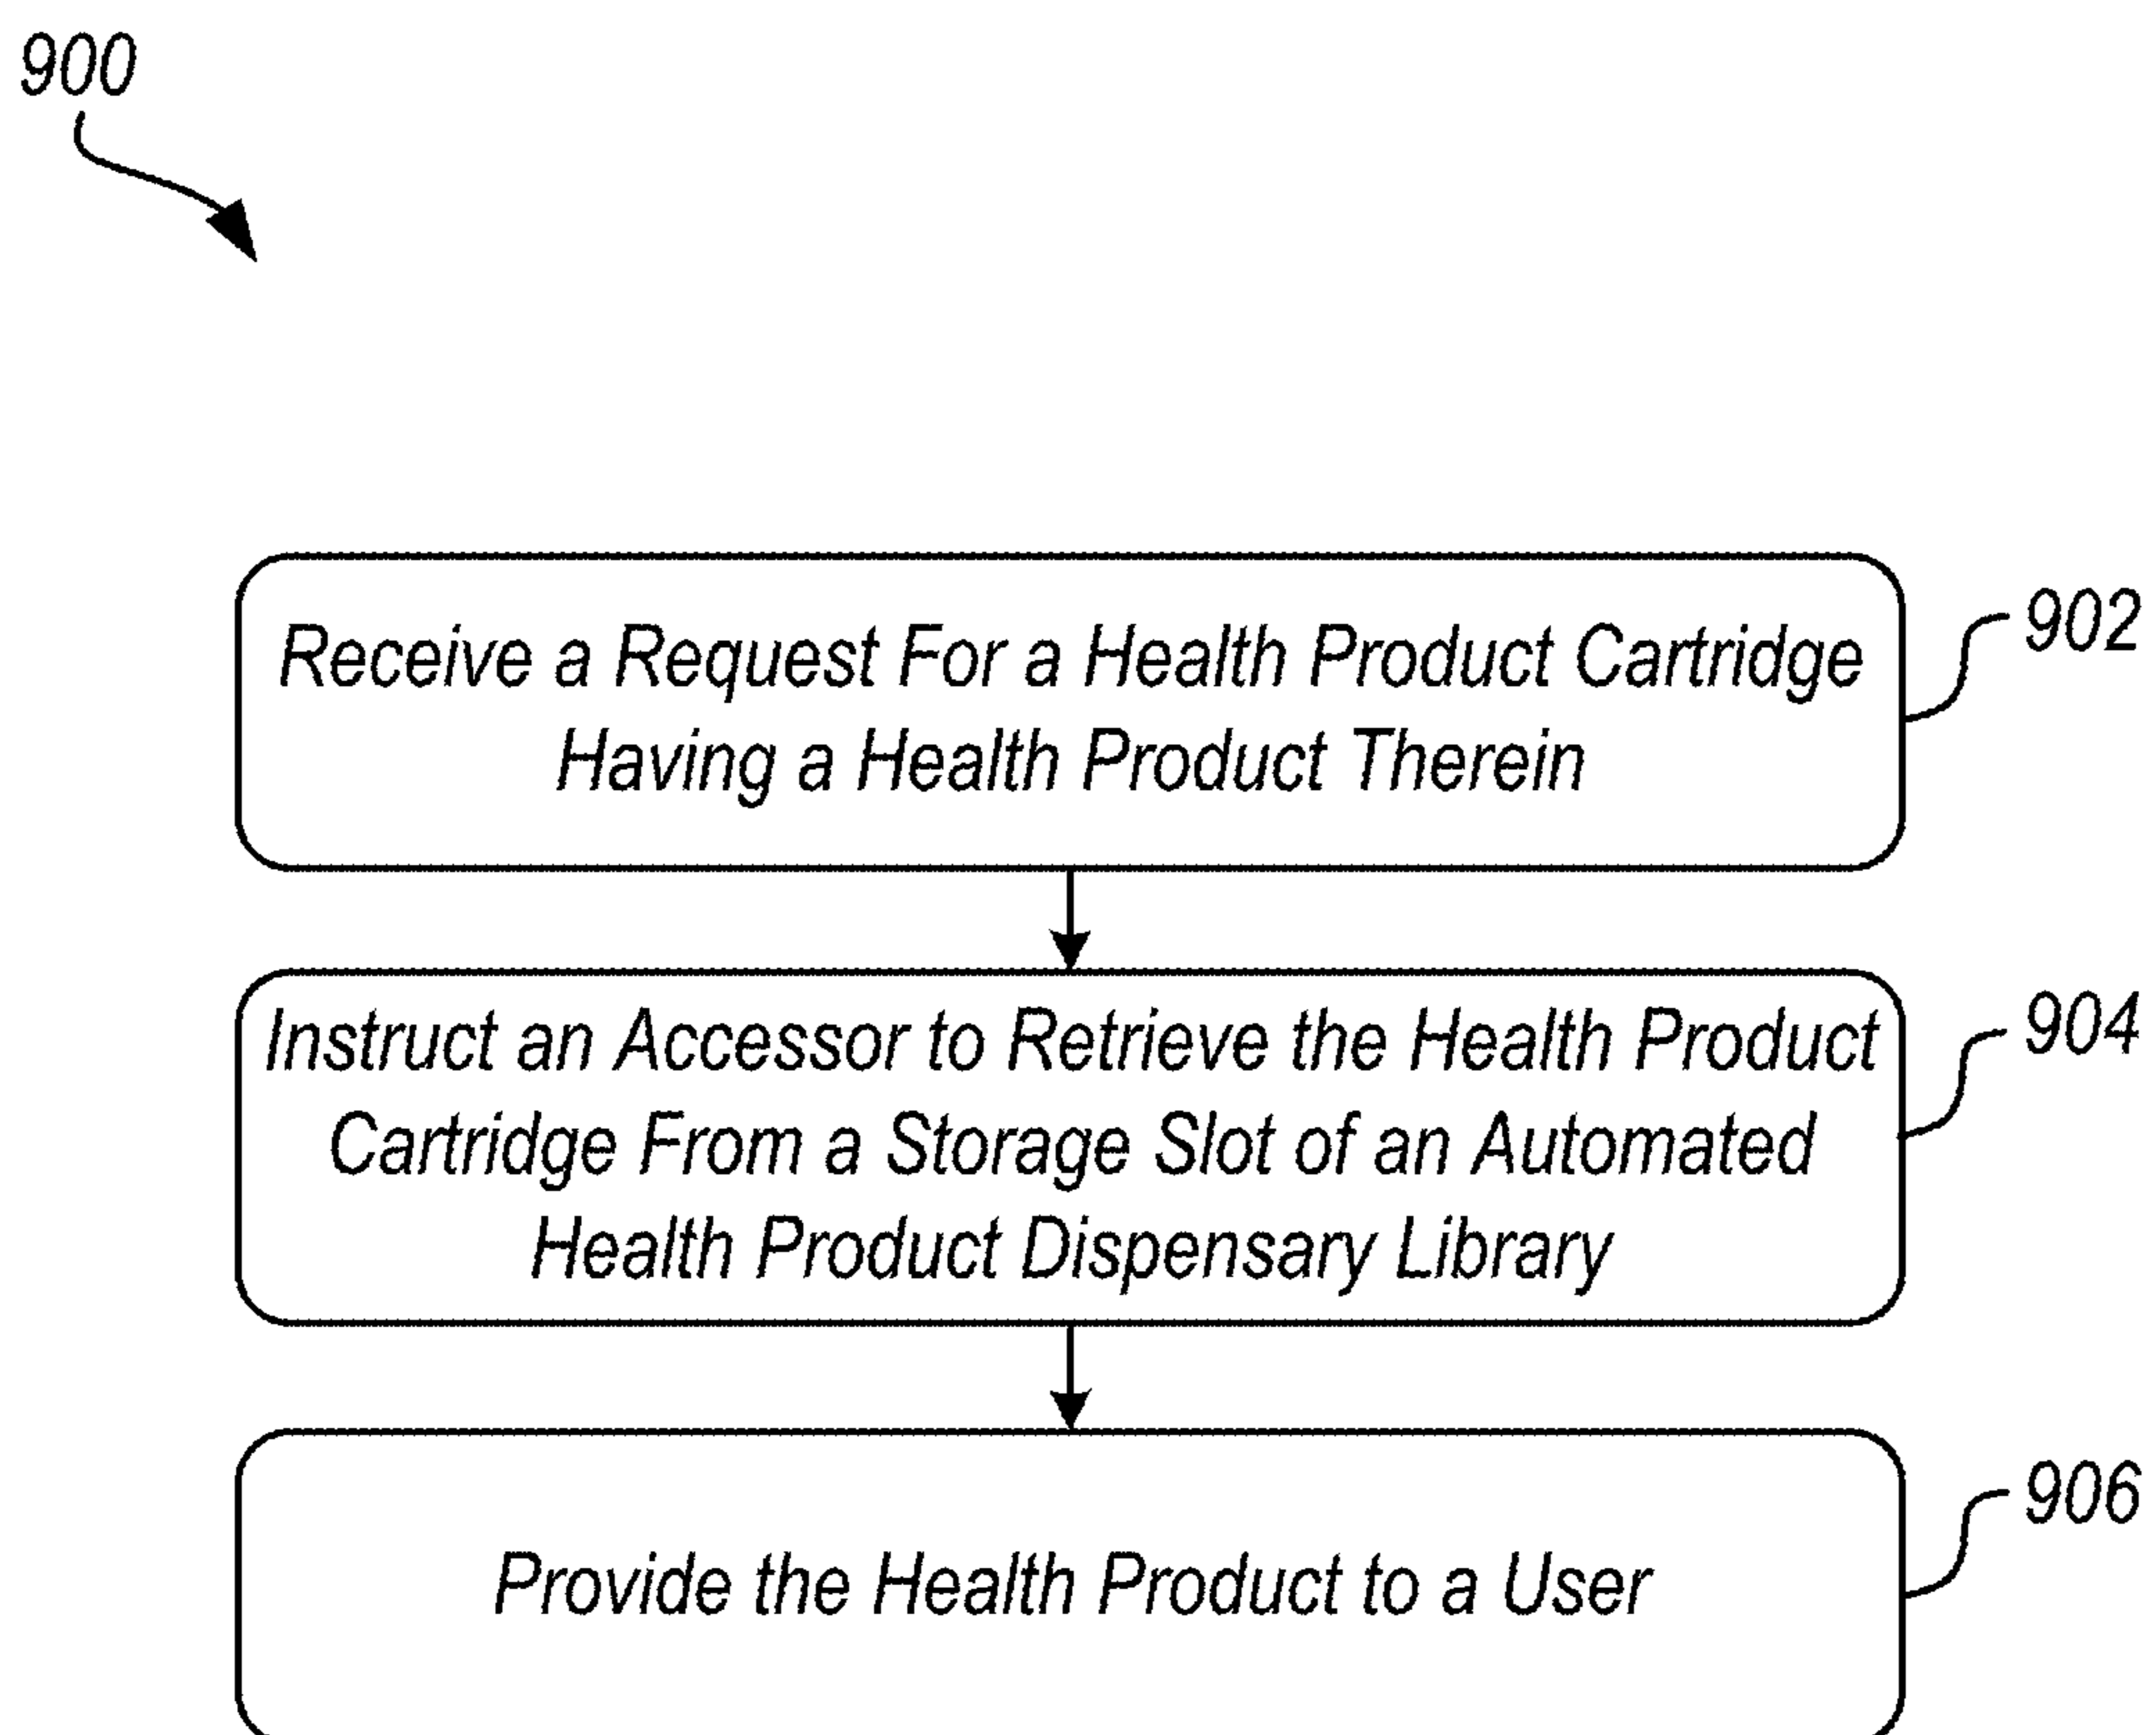 900
Receive a Request For a Health Product Cartridge
Having a Health Product Therein
902
Instruct an Accessor to Retrieve the Health Product
Cartridge From a Storage Slot of an Automated
Health Product Dispensary Library
904
Provide the Health Product to a User
906